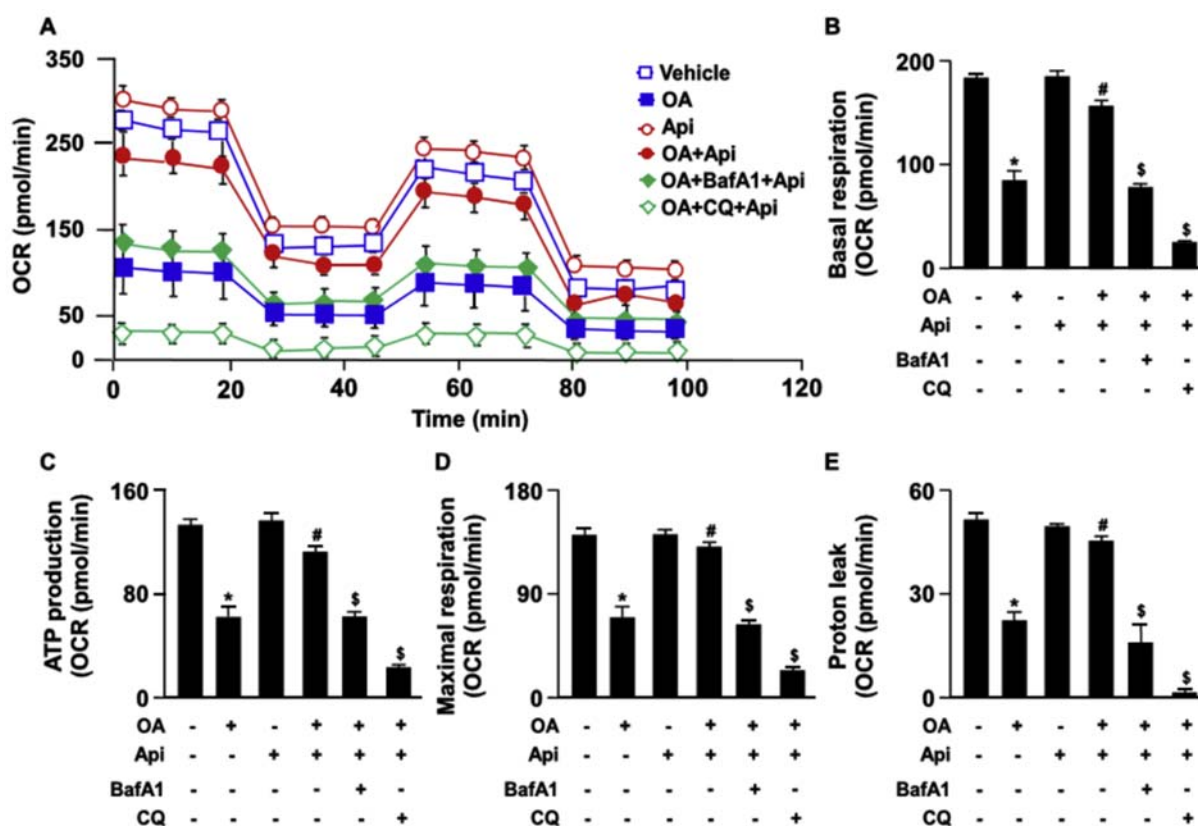 A
350
250
150
50
0
OCR (pmol/min)
0 20 40 60 80 100 120
Time (min)
Vehicle
OA
Api
OA+Api
OA+BafA1+Api
OA+CQ+Api
B
200
100
0
Basal respiration
(OCR (pmol/min)
* # $ $
OA - + - + + +
Api - - + + + +
BafA1 - - - - + -
CQ - - - - - +
C
160
80
0
ATP production
(OCR (pmol/min)
* # $ $
OA - + - + + +
Api - - + + + +
BafA1 - - - - + -
CQ - - - - - +
D
180
90
0
Maximal respiration
(OCR (pmol/min)
* # $ $
OA - + - + + +
Api - - + + + +
BafA1 - - - - + -
CQ - - - - - +
E
60
30
0
Proton leak
(OCR (pmol/min)
* # $ $
OA - + - + + +
Api - - + + + +
BafA1 - - - - + -
CQ - - - - - +